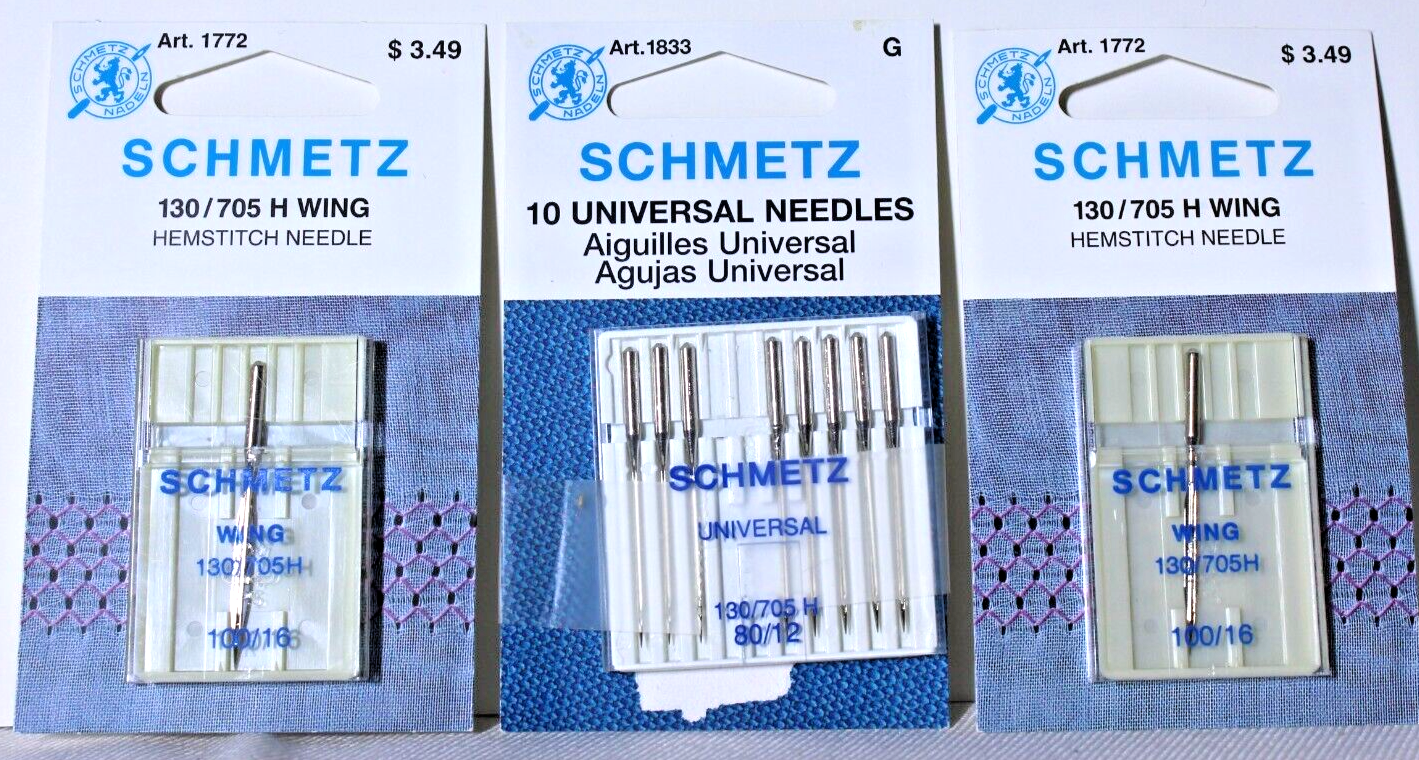 Art. 1772
$ 3.49
SCHMETZ
NADELN
SCHMETZ
130/705 H WING
HEMSTITCH NEEDLE
SCHMETZ
WING
130/705H
100/16
Art.1833
G
SCHMETZ
NADELN
SCHMETZ
10 UNIVERSAL NEEDLES
Aiguilles Universal
Agujas Universal
SCHMETZ
UNIVERSAL
130/705 H
80/12
Art. 1772
$ 3.49
SCHMETZ
NADELN
SCHMETZ
130/705 H WING
HEMSTITCH NEEDLE
SCHMETZ
WING
130/705H
100/16